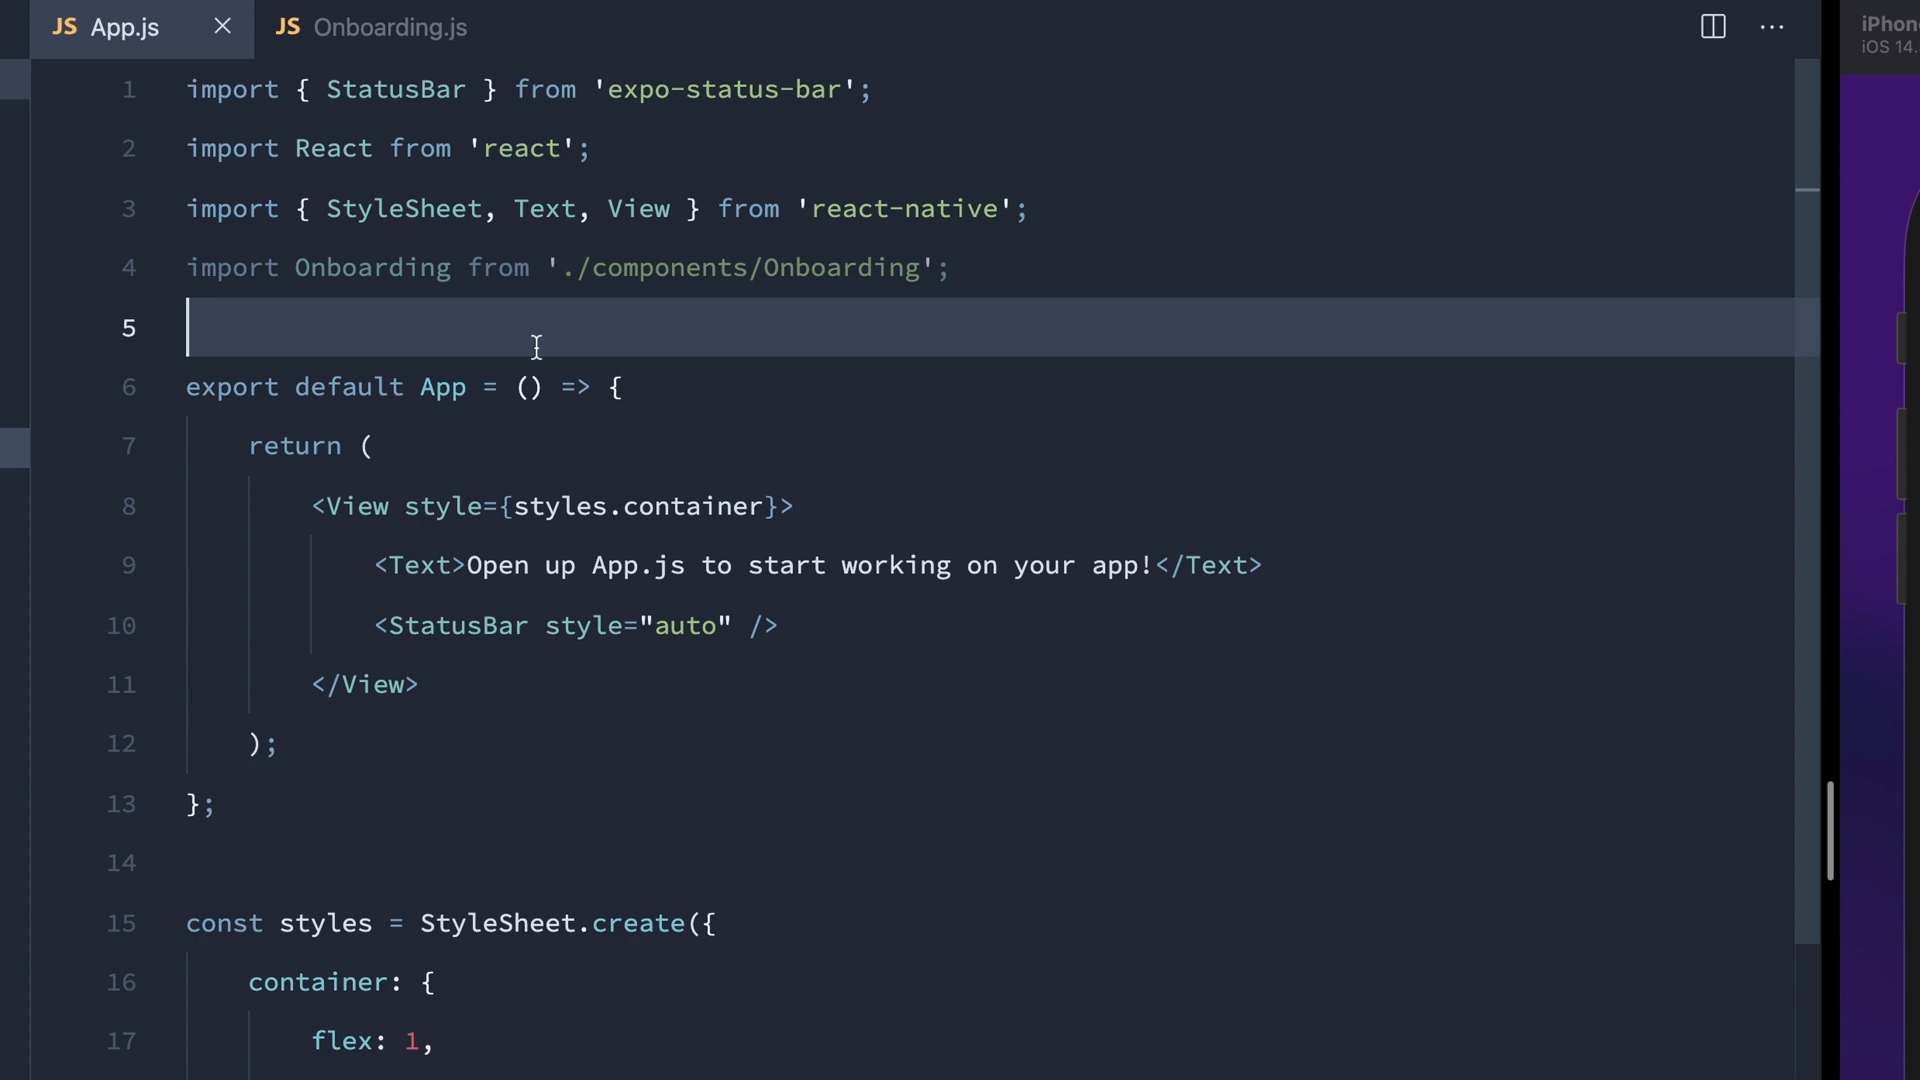 JS App.js × JS Onboarding.js
1 import { StatusBar } from 'expo-status-bar';
2 import React from 'react';
3 import { StyleSheet, Text, View } from 'react-native';
4 import Onboarding from './components/Onboarding';
5
6 export default App = () => {
7 return (
8 <View style={styles.container}>
9 <Text>Open up App.js to start working on your app!</Text>
10 <StatusBar style="auto" />
11 </View>
12 );
13 };
14
15 const styles = StyleSheet.create({
16 container: {
17 flex: 1,
iOS 14.